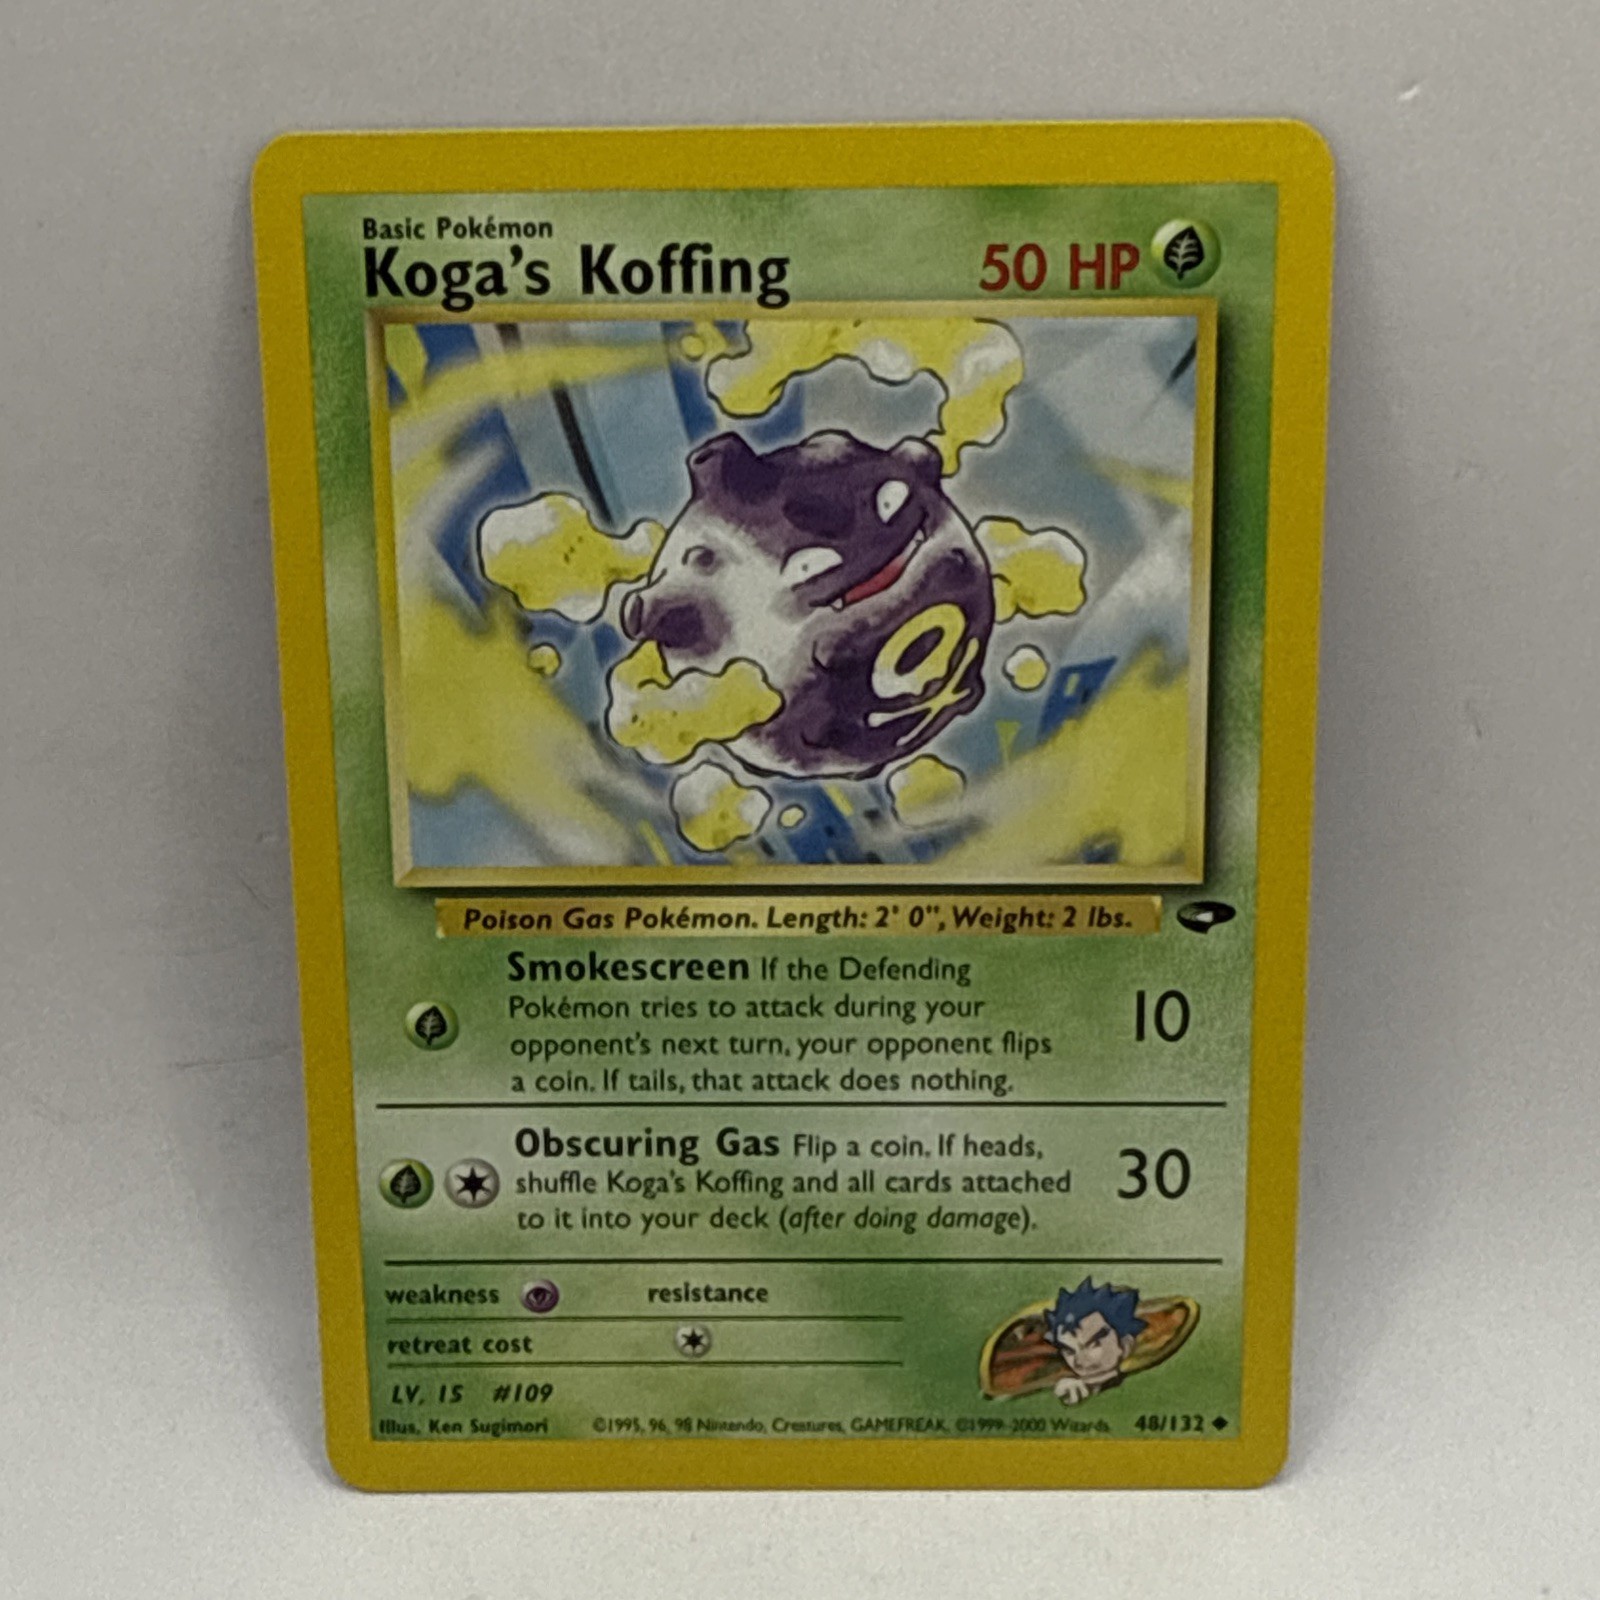 Basic Pokémon
Koga's Koffing 50 HP
Poison Gas Pokémon. Length: 2' 0", Weight: 2 lbs.
Smokescreen If the Defending
Pokémon tries to attack during your
opponent's next turn, your opponent flips
a coin. If tails, that attack does nothing.
10
Obscuring Gas Flip a coin. If heads,
shuffle Koga's Koffing and all cards attached
to it into your deck (after doing damage).
30
weakness resistance
retreat cost
LV. 15 #109
Illus. Ken Sugimori ©1995, 96, 98 Nintendo, Creatures, GAMEFREAK. ©1999-2000 Wizards. 48/132